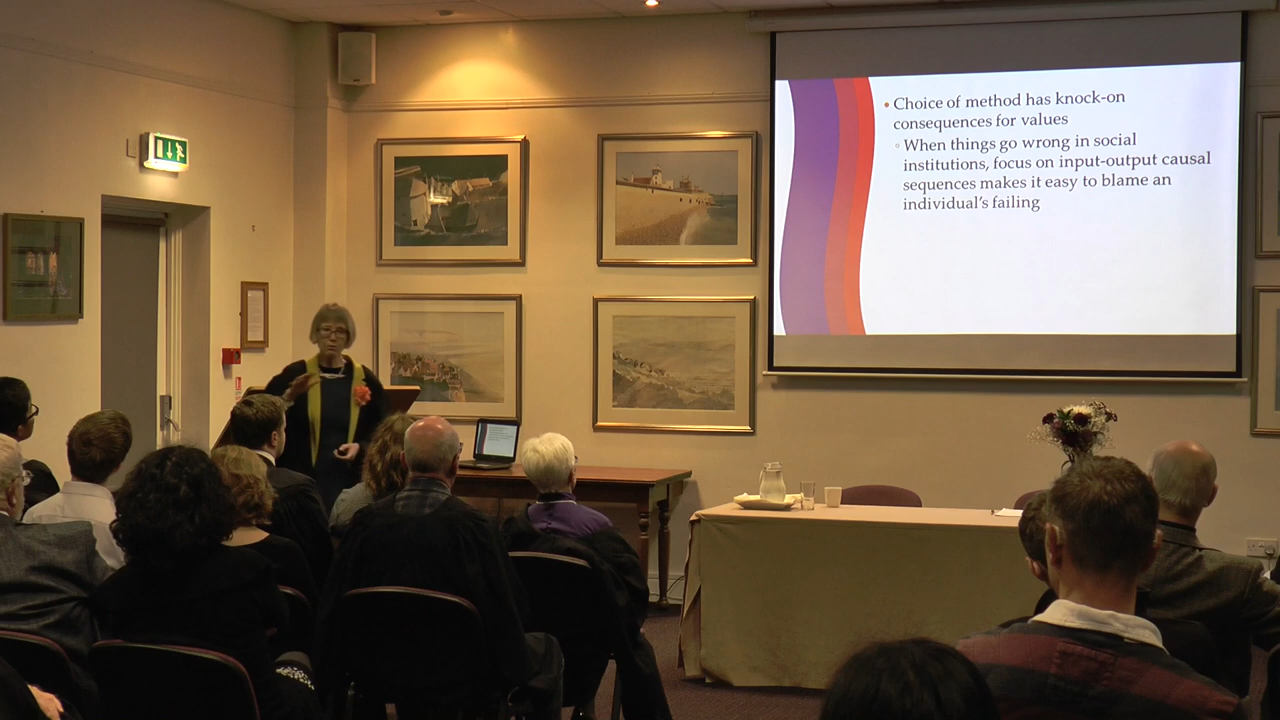 Choice of method has knock-on
consequences for values
When things go wrong in social
institutions, focus on input-output causal
sequences makes it easy to blame an
individual's failing